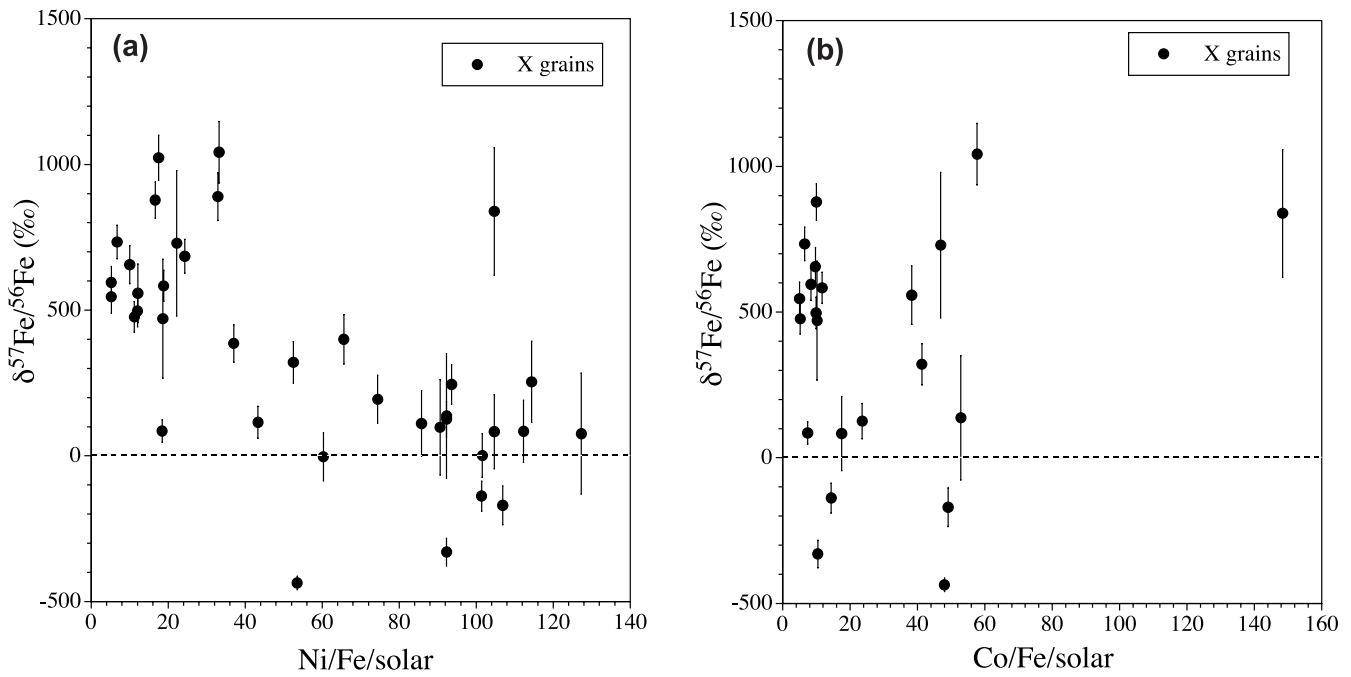 (a)
X grains
1500
1000
500
0
-500
δ⁵⁷Fe/⁵⁶Fe (‰)
0 20 40 60 80 100 120 140
Ni/Fe/solar
(b)
X grains
1500
1000
500
0
-500
δ⁵⁷Fe/⁵⁶Fe (‰)
0 20 40 60 80 100 120 140 160
Co/Fe/solar